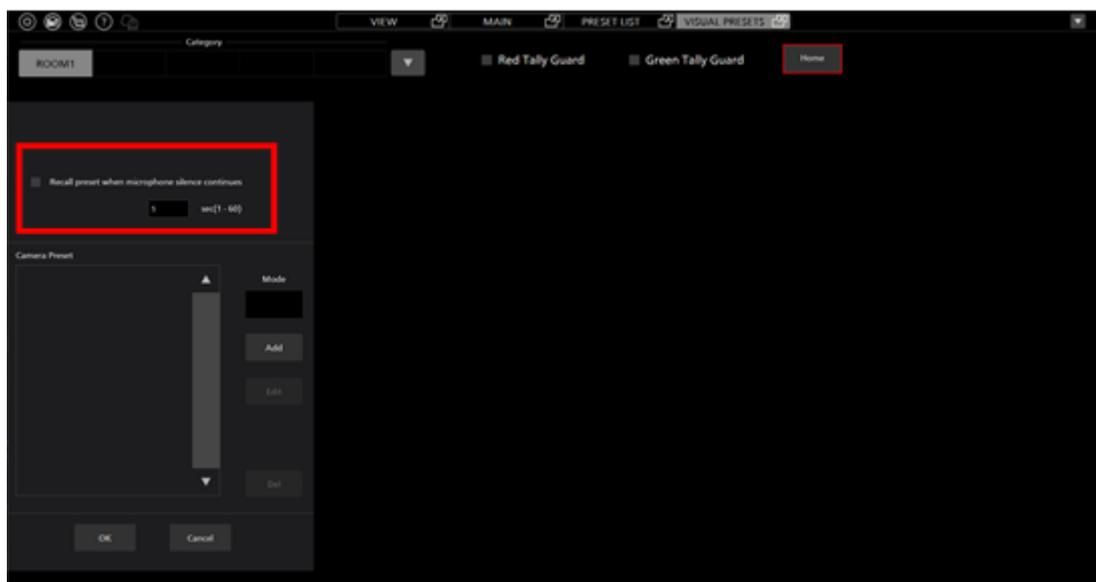 VIEW MAIN PRESET LIST VISUAL PRESETS
Category
ROOM1
Red Tally Guard Green Tally Guard Home
Recall preset when microphone silence continues
5 sec(1 - 60)
Camera Preset
Mode
Add
Edit
Del
OK Cancel